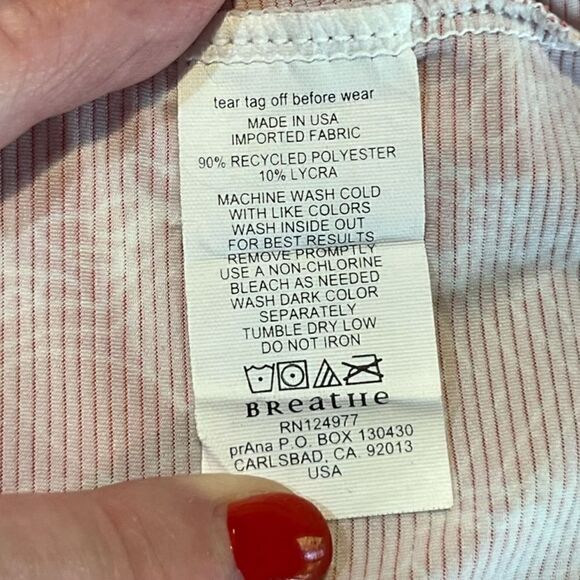 tear tag off before wear
MADE IN USA
IMPORTED FABRIC
90% RECYCLED POLYESTER
10% LYCRA
MACHINE WASH COLD
WITH LIKE COLORS
WASH INSIDE OUT
FOR BEST RESULTS
REMOVE PROMPTLY
USE A NON-CHLORINE
BLEACH AS NEEDED
WASH DARK COLOR
SEPARATELY
TUMBLE DRY LOW
DO NOT IRON
BReatHe
RN124977
prAna P.O. BOX 130430
CARLSBAD, CA. 92013
USA